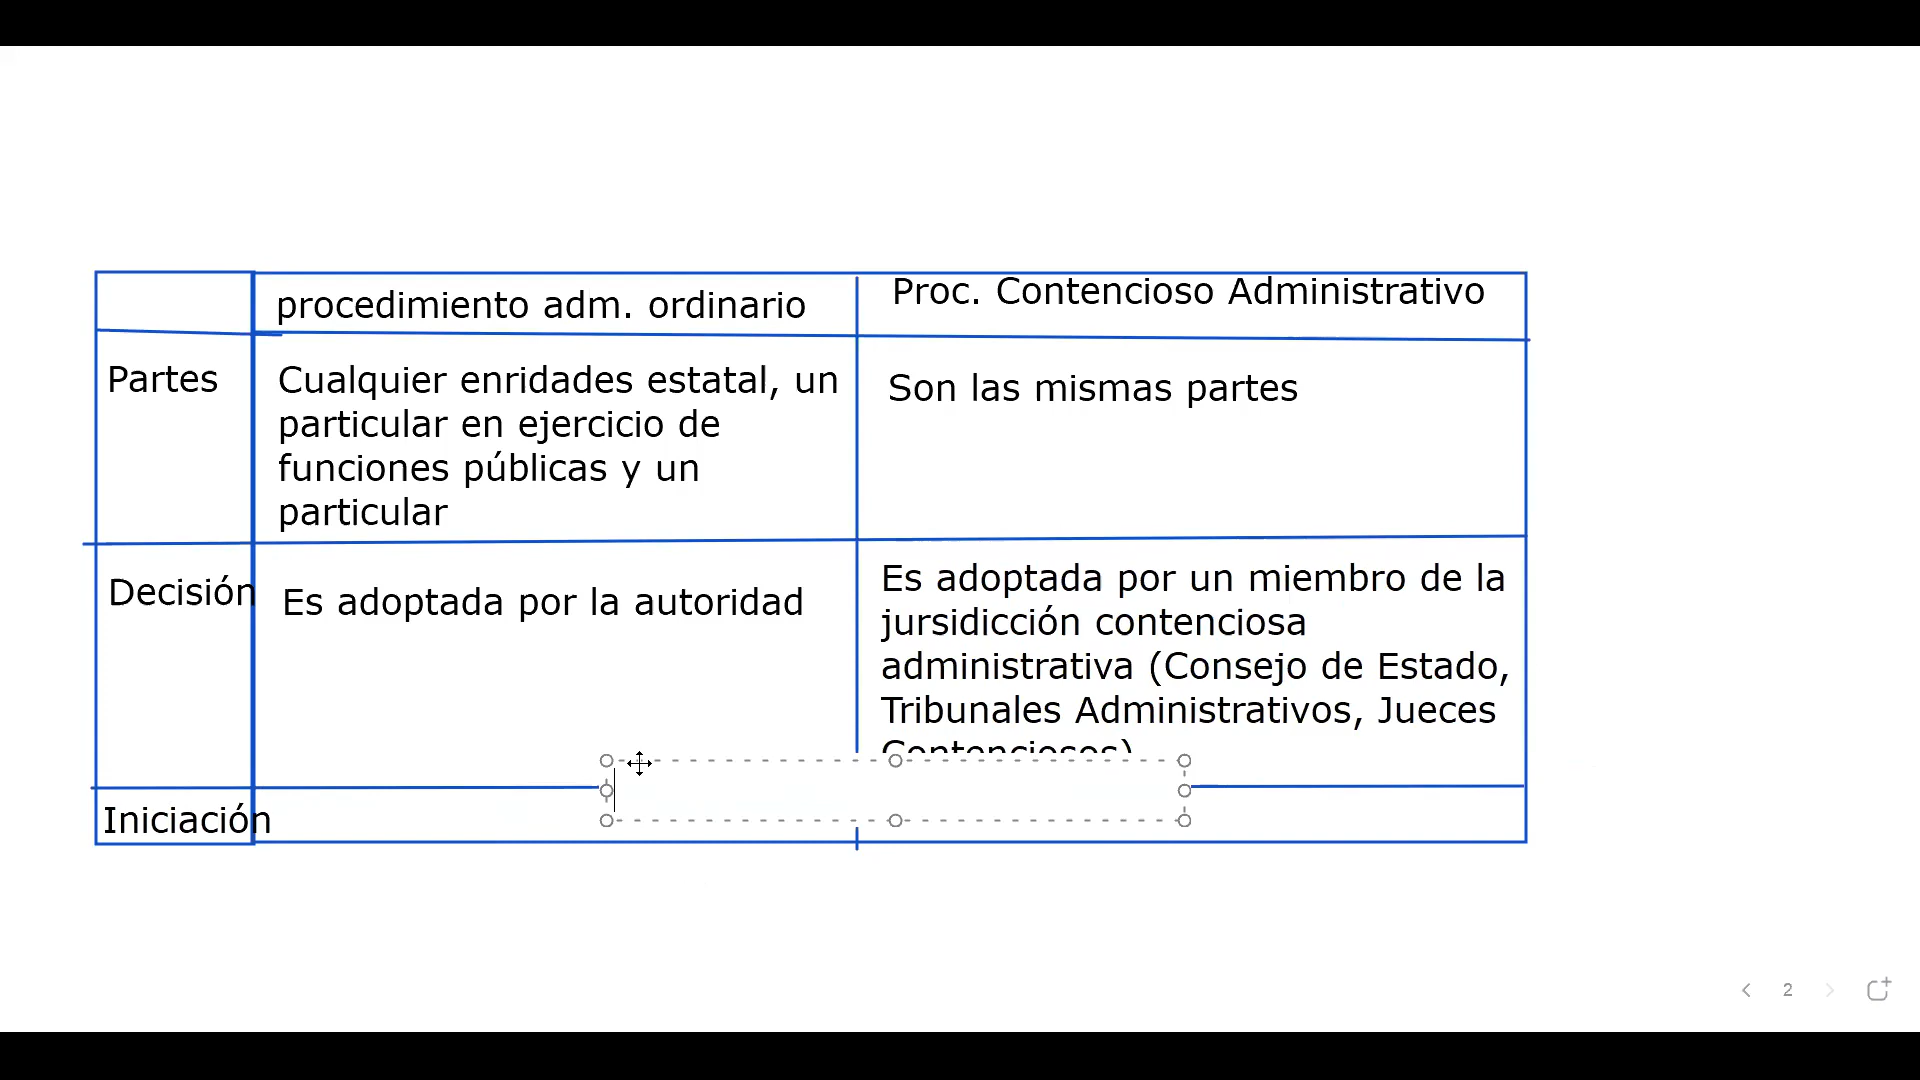 procedimiento adm. ordinario
Proc. Contencioso Administrativo
Partes
Cualquier enridades estatal, un
particular en ejercicio de
funciones públicas y un
particular
Son las mismas partes
Decisión
Es adoptada por la autoridad
Es adoptada por un miembro de la
jursidicción contenciosa
administrativa (Consejo de Estado,
Tribunales Administrativos, Jueces
Contenciosos)
Iniciación
2